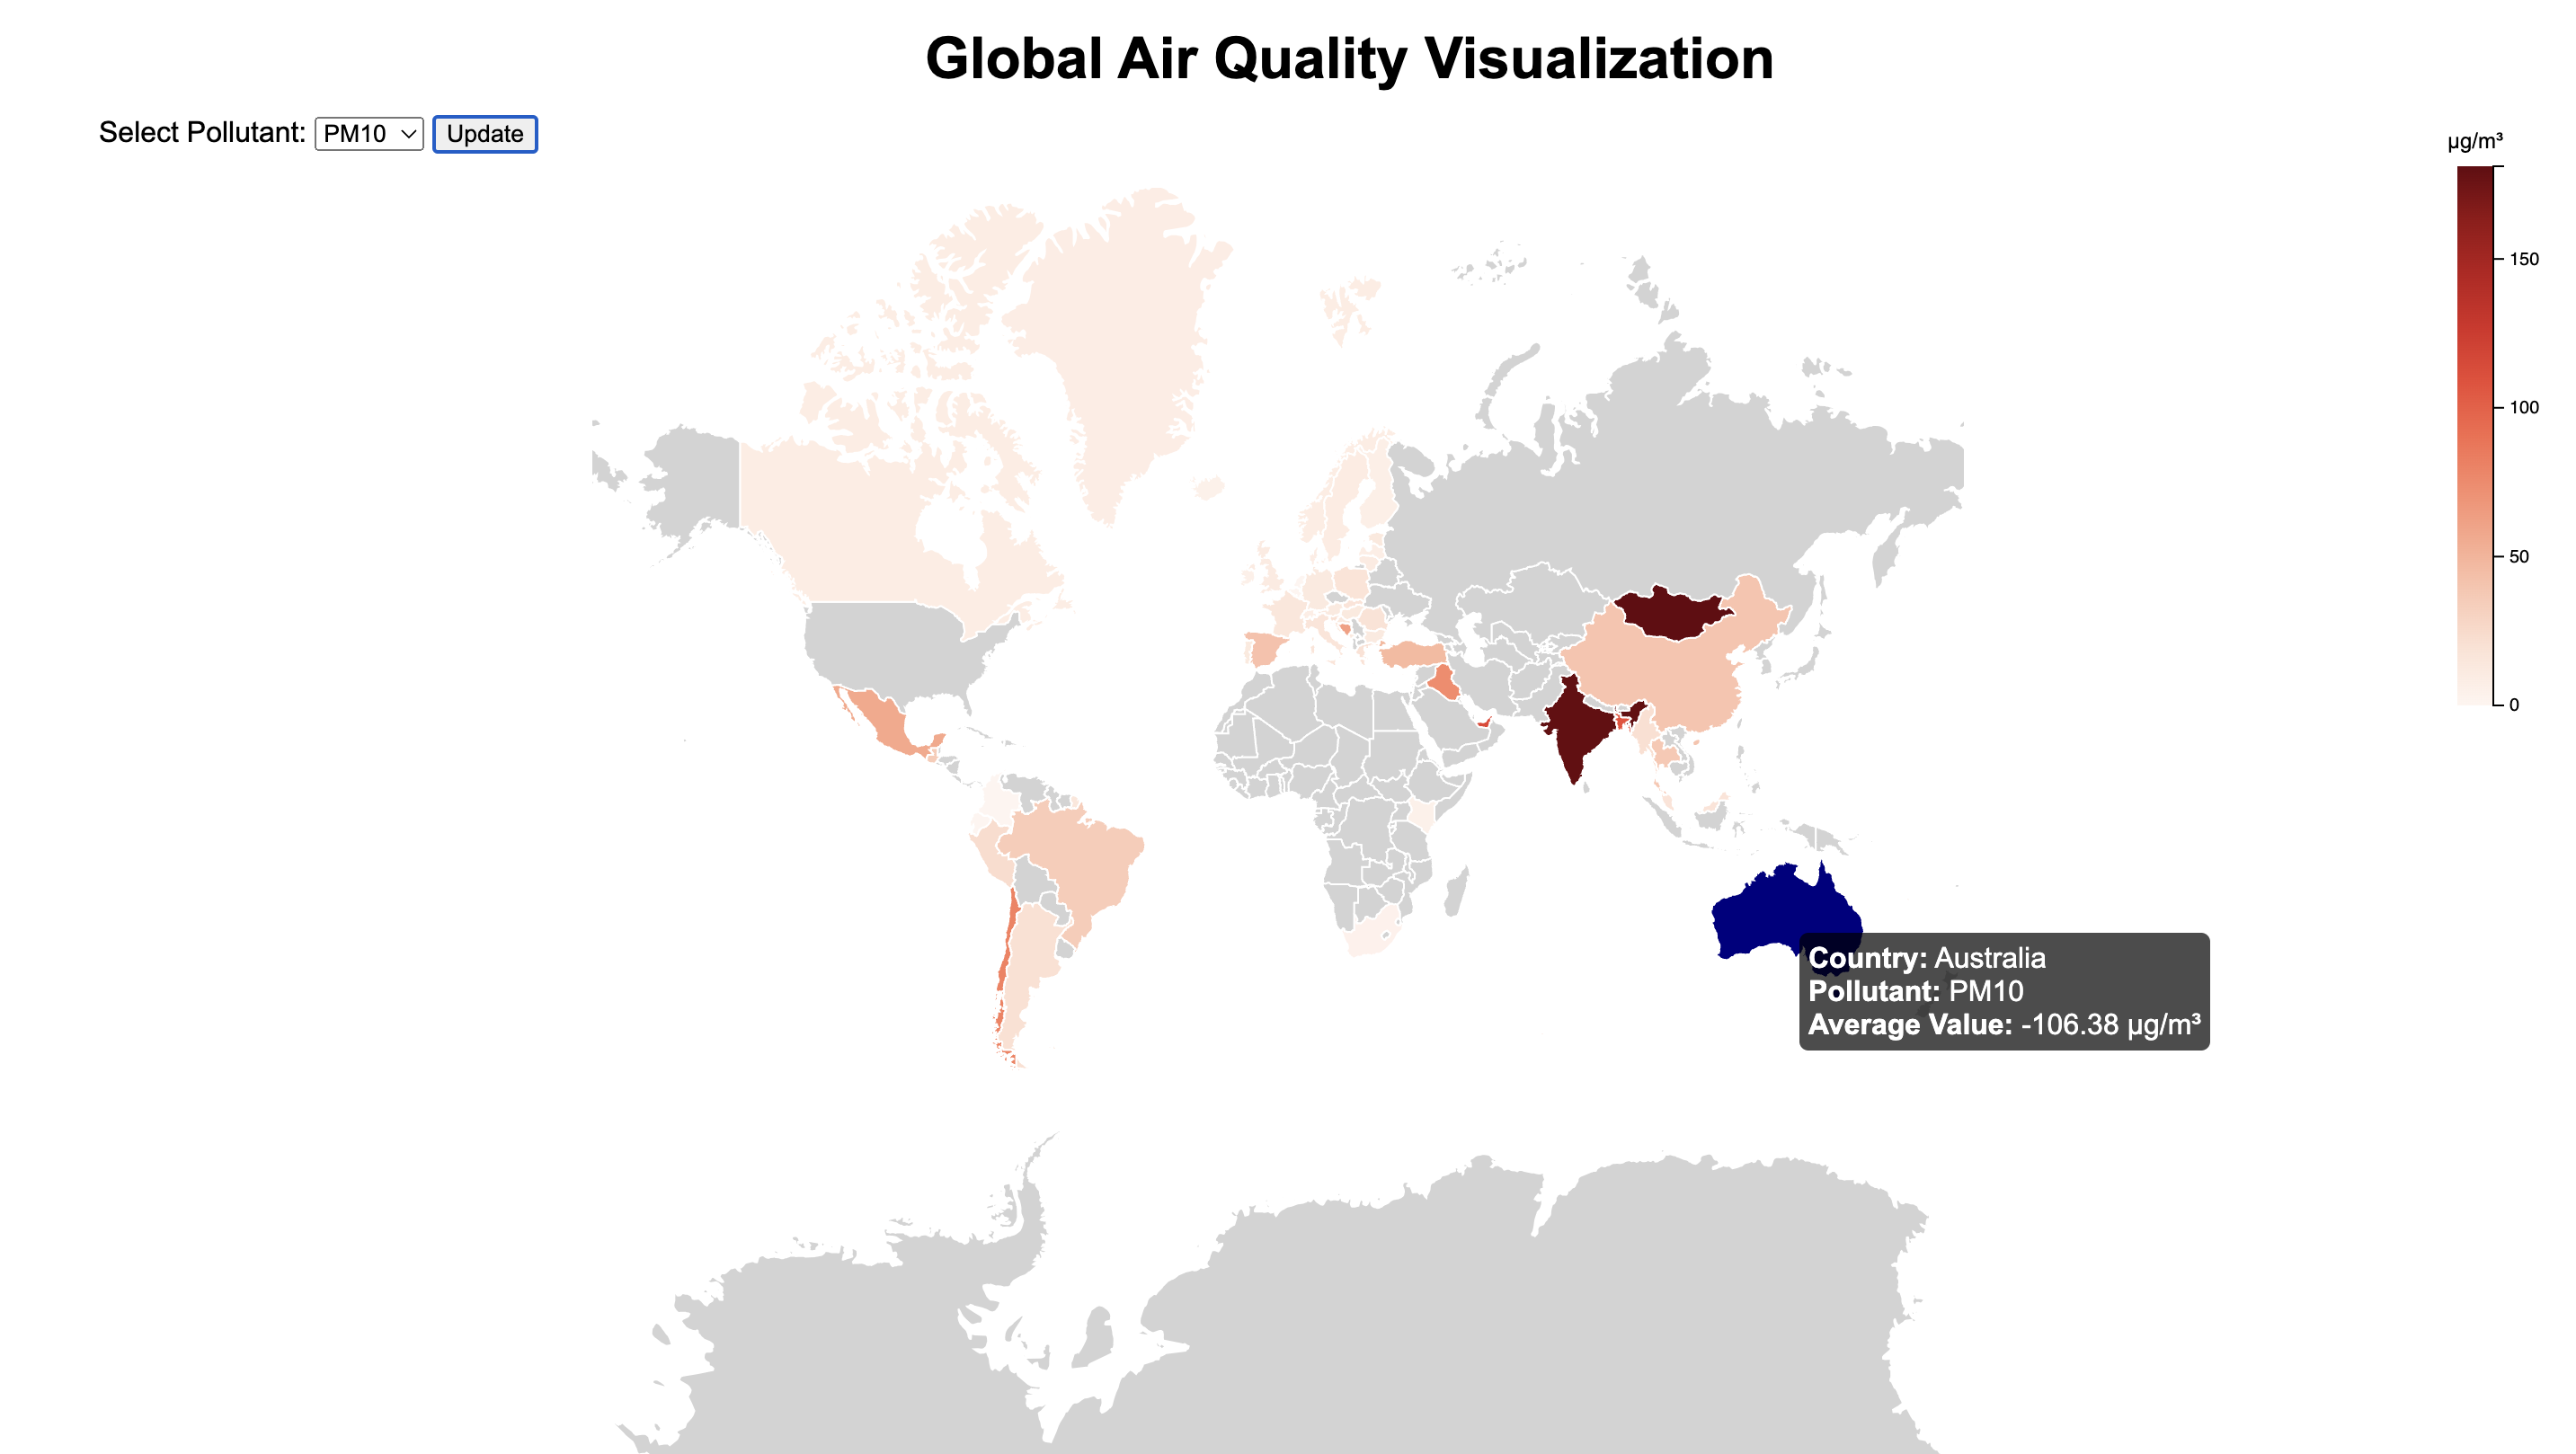 Global Air Quality Visualization
Select Pollutant: PM10 Update
µg/m³
150
100
50
0
Country: Australia
Pollutant: PM10
Average Value: -106.38 µg/m³